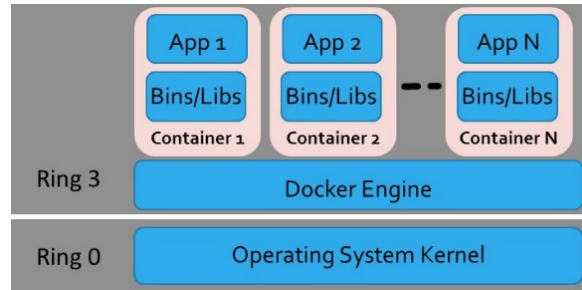 App 1 App 2 App N
Bins/Libs Bins/Libs Bins/Libs
Container 1 Container 2 Container N
Ring 3 Docker Engine
Ring 0 Operating System Kernel